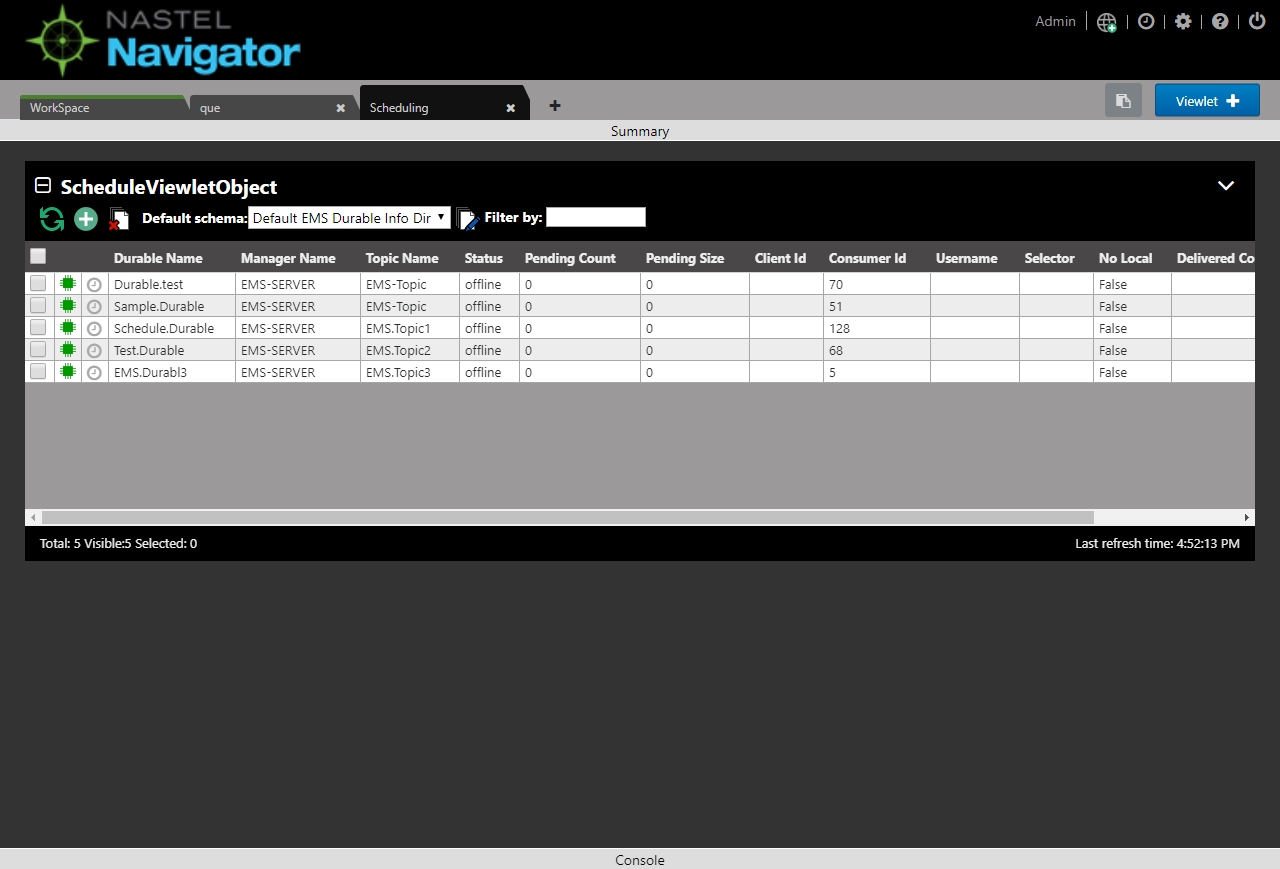 NASTEL
Navigator
Admin
WorkSpace
que
Scheduling
Viewlet
Summary
ScheduleViewletObject
Default schema: Default EMS Durable Info Dir Filter by:
Durable Name Manager Name Topic Name Status Pending Count Pending Size Client Id Consumer Id Username Selector No Local Delivered Co
Durable.test EMS-SERVER EMS-Topic offline 0 0 70 False
Sample.Durable EMS-SERVER EMS-Topic offline 0 0 51 False
Schedule.Durable EMS-SERVER EMS.Topic1 offline 0 0 128 False
Test.Durable EMS-SERVER EMS.Topic2 offline 0 0 68 False
EMS.Durabl3 EMS-SERVER EMS.Topic3 offline 0 0 5 False
Total: 5 Visible:5 Selected: 0
Last refresh time: 4:52:13 PM
Console